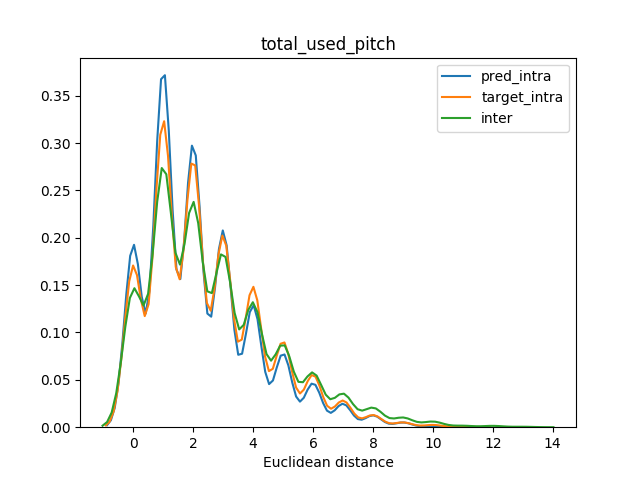 total_used_pitch
pred_intra
target_intra
inter
0.35
0.30
0.25
0.20
0.15
0.10
0.05
0.00
0 2 4 6 8 10 12 14
Euclidean distance